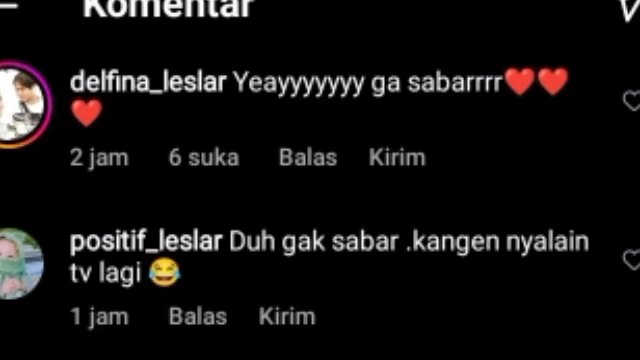 Komentar
delfina_leslar Yeayyyyyyy ga sabarrrr❤️❤️
❤️
2 jam 6 suka Balas Kirim
positif_leslar Duh gak sabar .kangen nyalain
tv lagi 😂
1 jam Balas Kirim